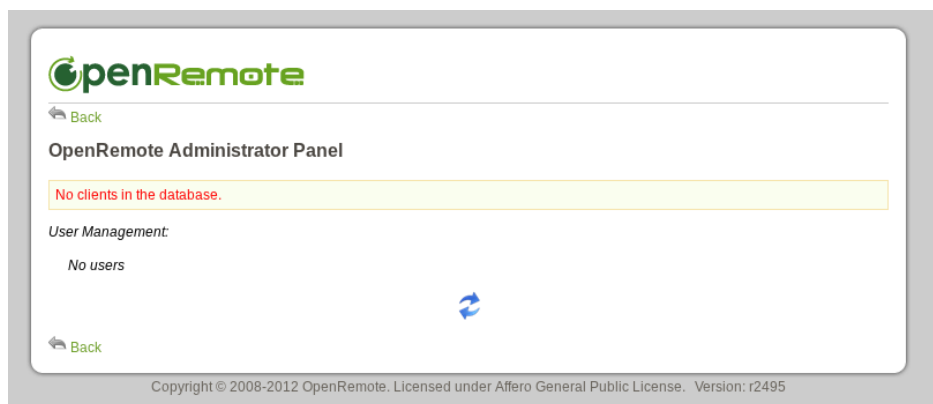 OpenRemote
Back
OpenRemote Administrator Panel
No clients in the database.
User Management:
No users
Back
Copyright © 2008-2012 OpenRemote. Licensed under Affero General Public License. Version: r2495